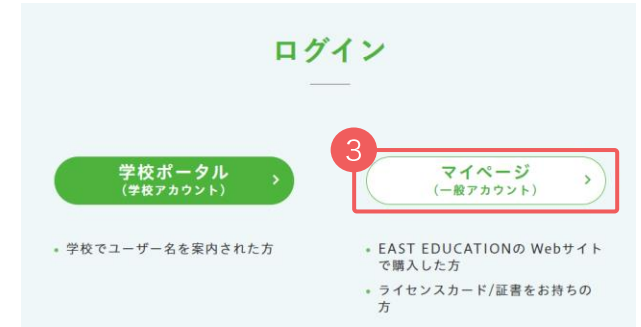 ログイン
学校ポータル
(学校アカウント)
3
マイページ
(一般アカウント)
• 学校でユーザー名を案内された方
• EAST EDUCATIONの Webサイト
で購入した方
• ライセンスカード/証書をお持ちの
方